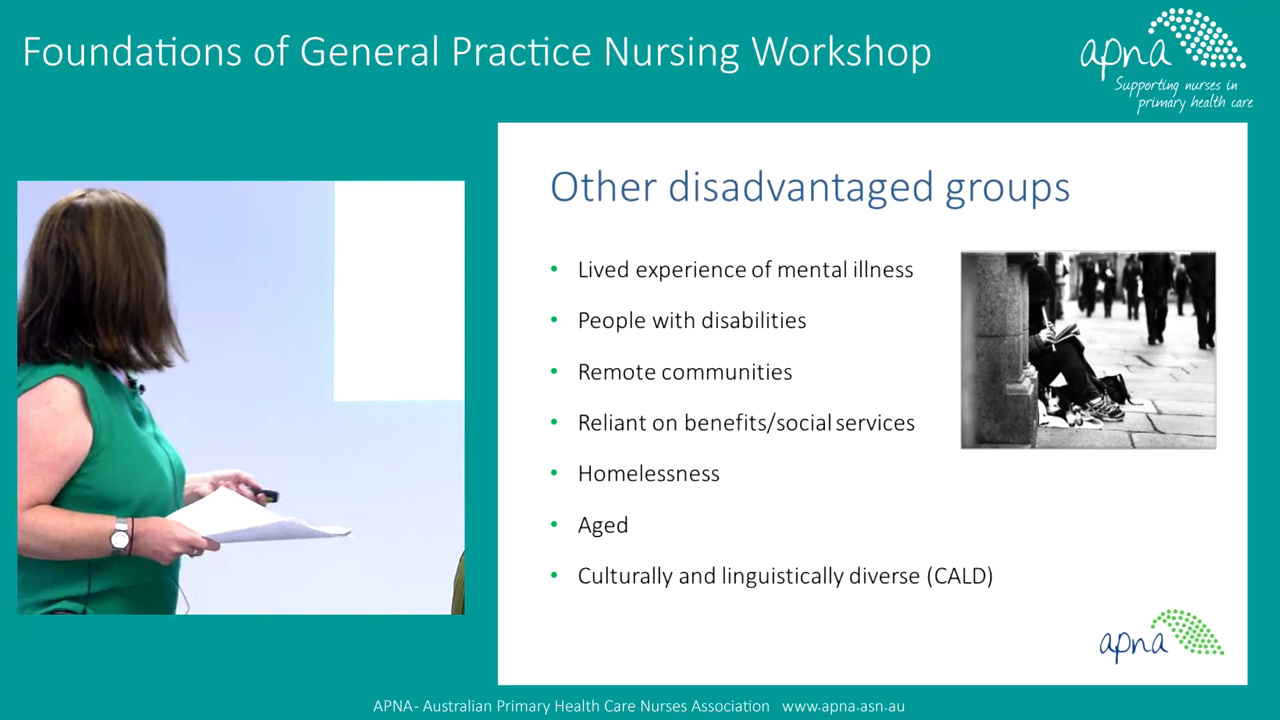 Foundations of General Practice Nursing Workshop
apna
Supporting nurses in
primary health care
Other disadvantaged groups
• Lived experience of mental illness
• People with disabilities
• Remote communities
• Reliant on benefits/social services
• Homelessness
• Aged
• Culturally and linguistically diverse (CALD)
apna
APNA- Australian Primary Health Care Nurses Association www.apna.asn.au